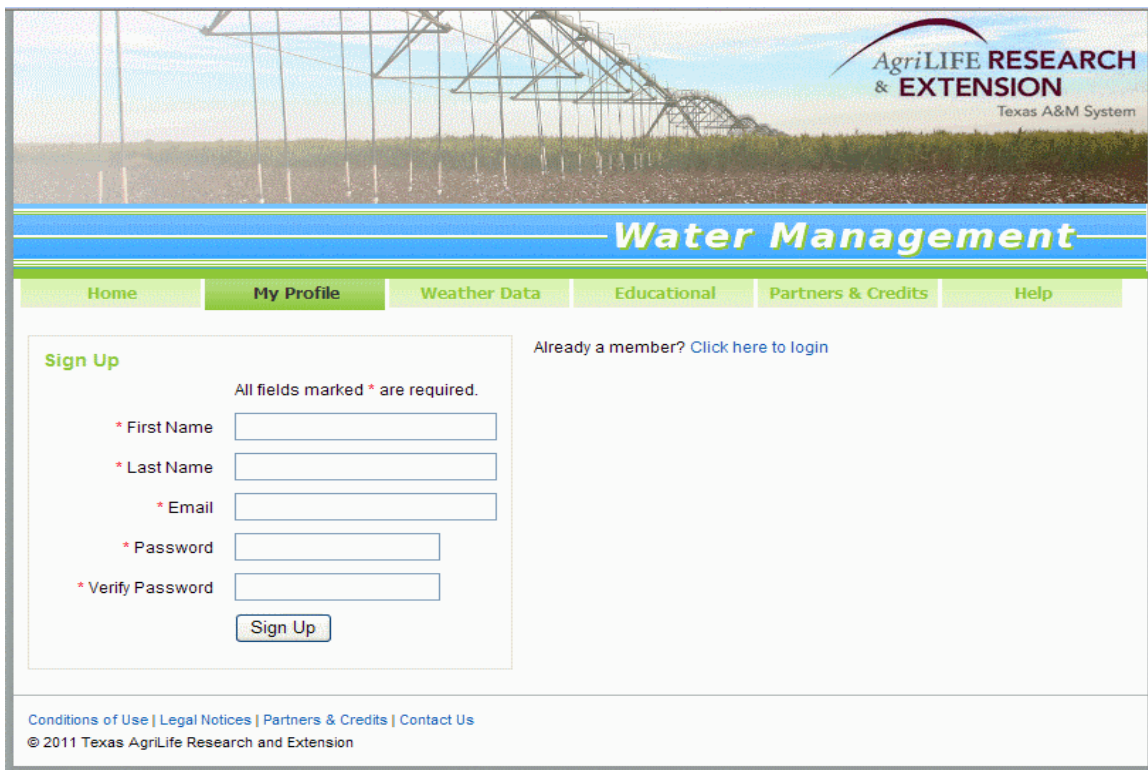 AgriLIFE RESEARCH
& EXTENSION
Texas A&M System
Water Management
Home My Profile Weather Data Educational Partners & Credits Help
Sign Up
Already a member? Click here to login
All fields marked * are required.
* First Name
* Last Name
* Email
* Password
* Verify Password
Sign Up
Conditions of Use | Legal Notices | Partners & Credits | Contact Us
© 2011 Texas AgriLife Research and Extension